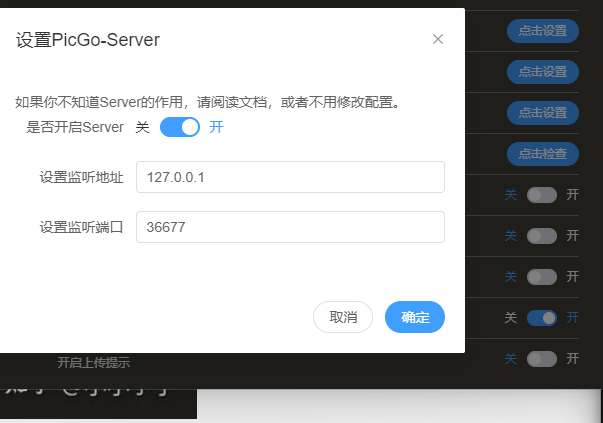 设置PicGo-Server
如果你不知道Server的作用，请阅读文档，或者不用修改配置。
是否开启Server 关 开
设置监听地址 127.0.0.1
设置监听端口 36677
取消 确定
点击设置
点击设置
点击设置
点击检查
关 开
关 开
关 开
关 开
开启上传提示 关 开